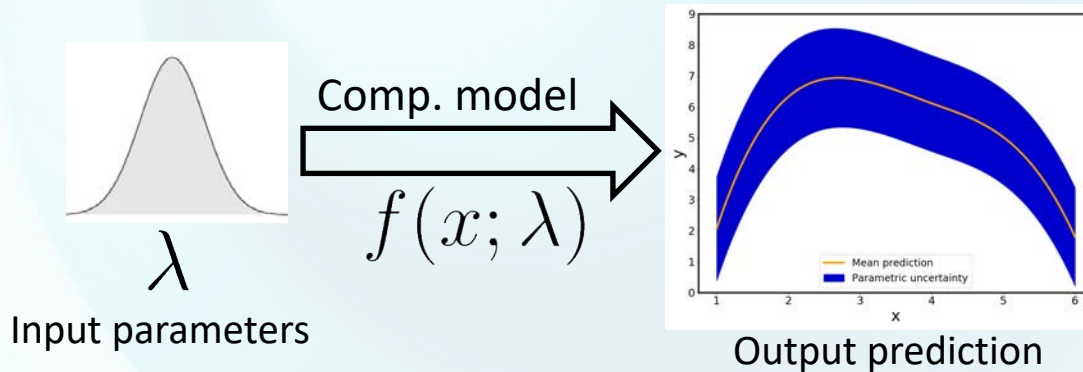 Comp. model
f(x; λ)
λ
Input parameters
9
8
7
6
5
4
3
2
1
0
y
Mean prediction
Parametric uncertainty
1 2 3 4 5 6
x
Output prediction